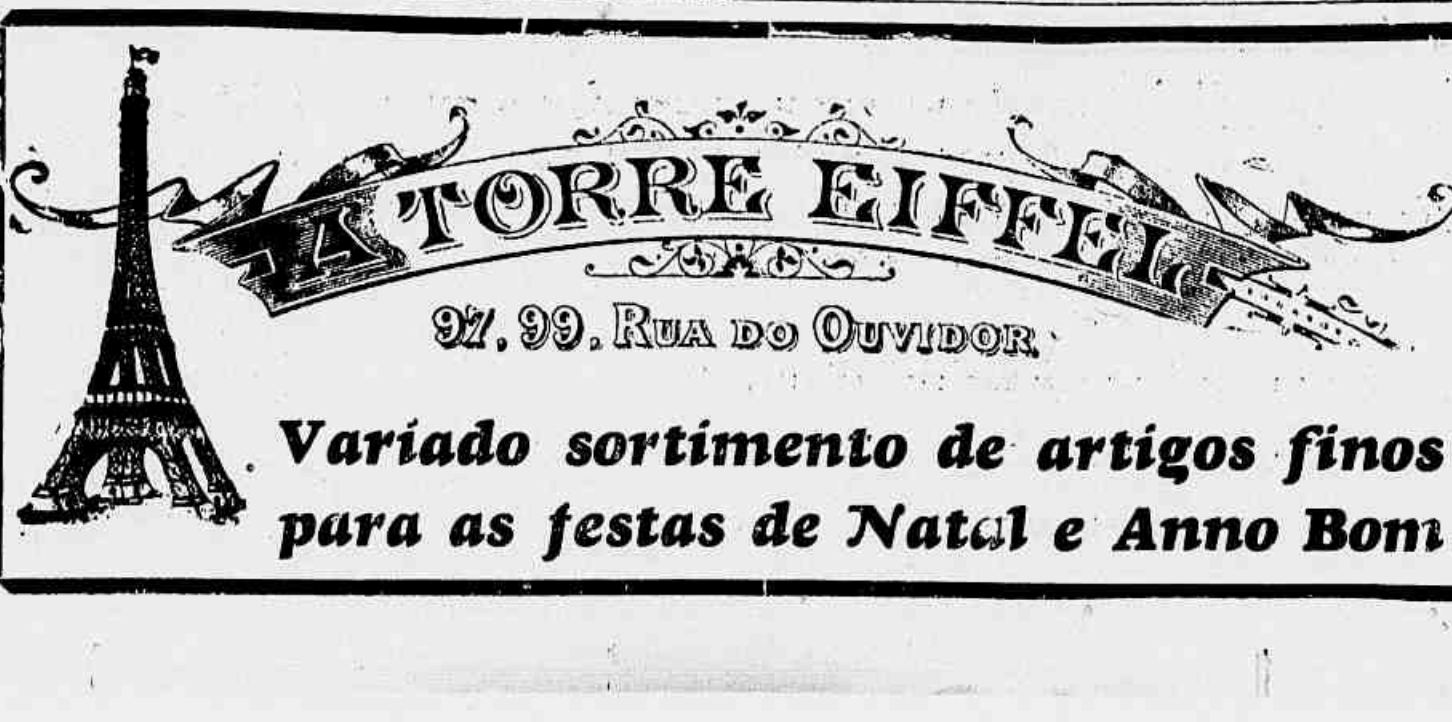 A TORRE EIFFEL
97, 99, RUA DO OUVIDOR
Variado sortimento de artigos finos
para as festas de Natal e Anno Bom